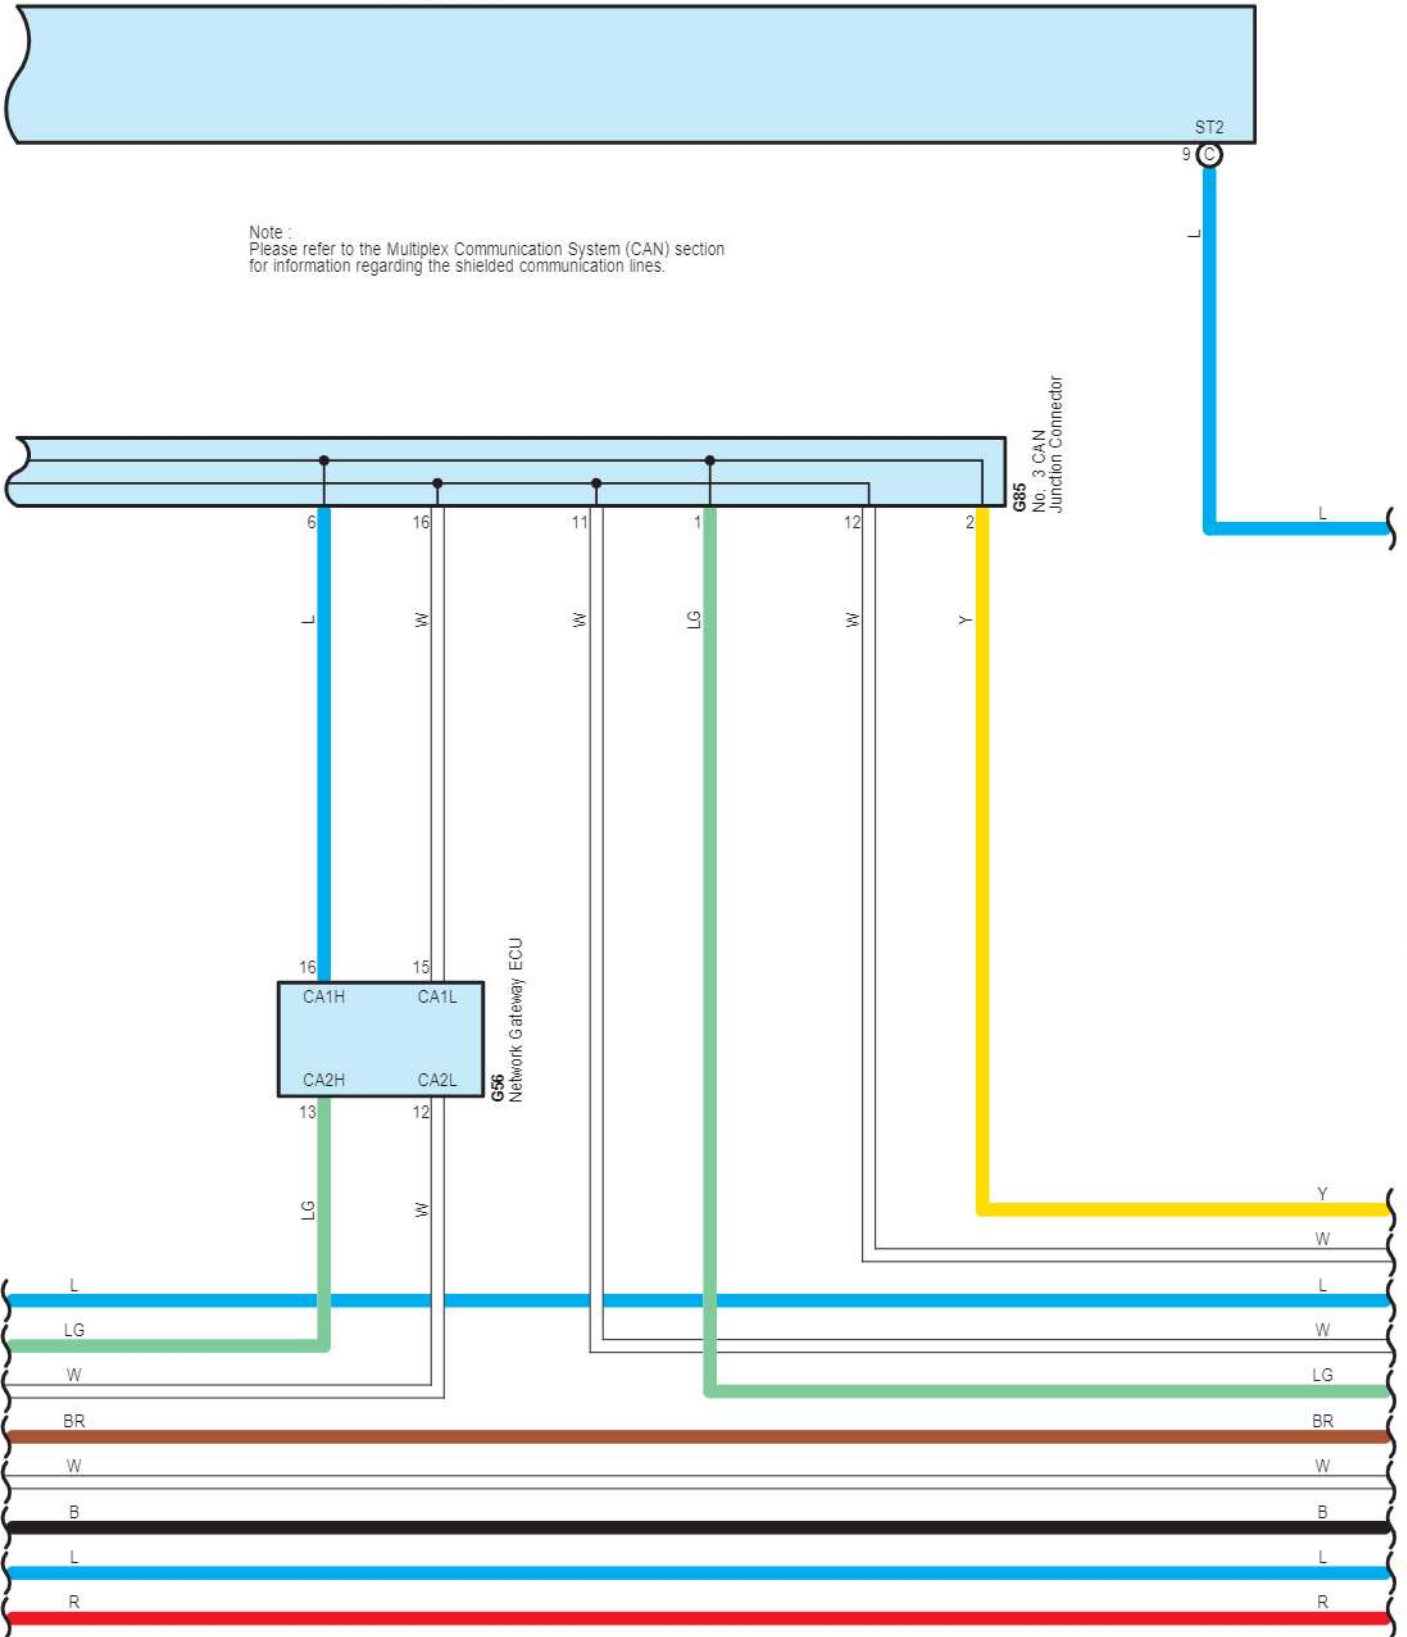 ST2
9 C
L
Note :
Please refer to the Multiplex Communication System (CAN) section
for information regarding the shielded communication lines.
G85
No. 3 CAN
Junction Connector
L
6 16 11 1 12 2
L W W LG W Y
16 15
CA1H CA1L
CA2H CA2L
G56
Network Gateway ECU
13 12
LG W
Y
W
L L
LG W
W LG
BR BR
W W
B B
L L
R R